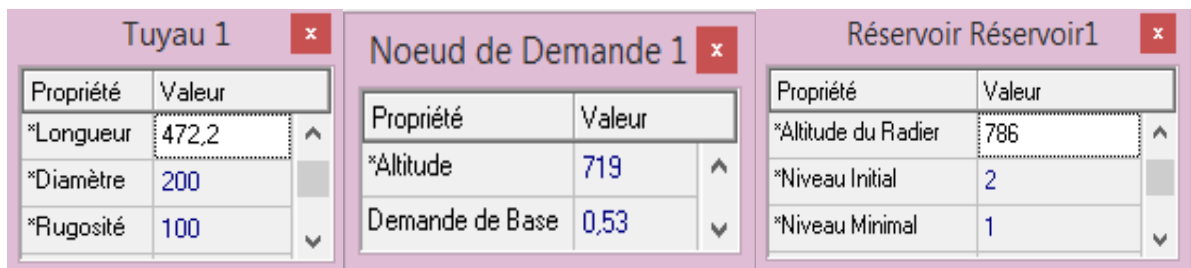 Tuyau 1 x
Propriété Valeur
*Longueur 472,2
*Diamètre 200
*Rugosité 100
Noeud de Demande 1 x
Propriété Valeur
*Altitude 719
Demande de Base 0,53
Réservoir Réservoir1 x
Propriété Valeur
*Altitude du Radier 786
*Niveau Initial 2
*Niveau Minimal 1